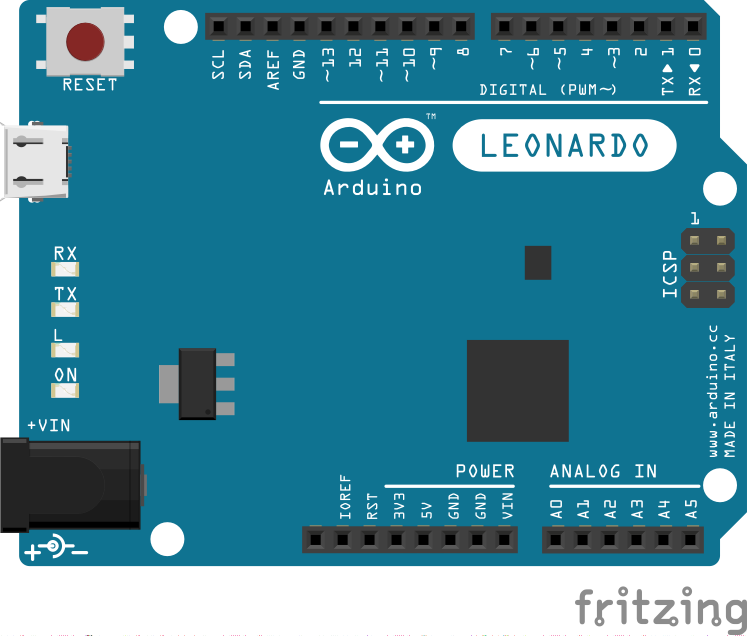 RESET
SCL
SDA
AREF
GND
~13
12
~11
~10
~9
8
7
~6
~5
4
~3
2
TX▶1
RX◀0
DIGITAL (PWM~)
TM
LEONARDO
Arduino
1
ICSP
RX
TX
L
ON
+VIN
www.arduino.cc
MADE IN ITALY
POWER
ANALOG IN
IOREF
RST
3V3
5V
GND
GND
VIN
A0
A1
A2
A3
A4
A5
fritzing